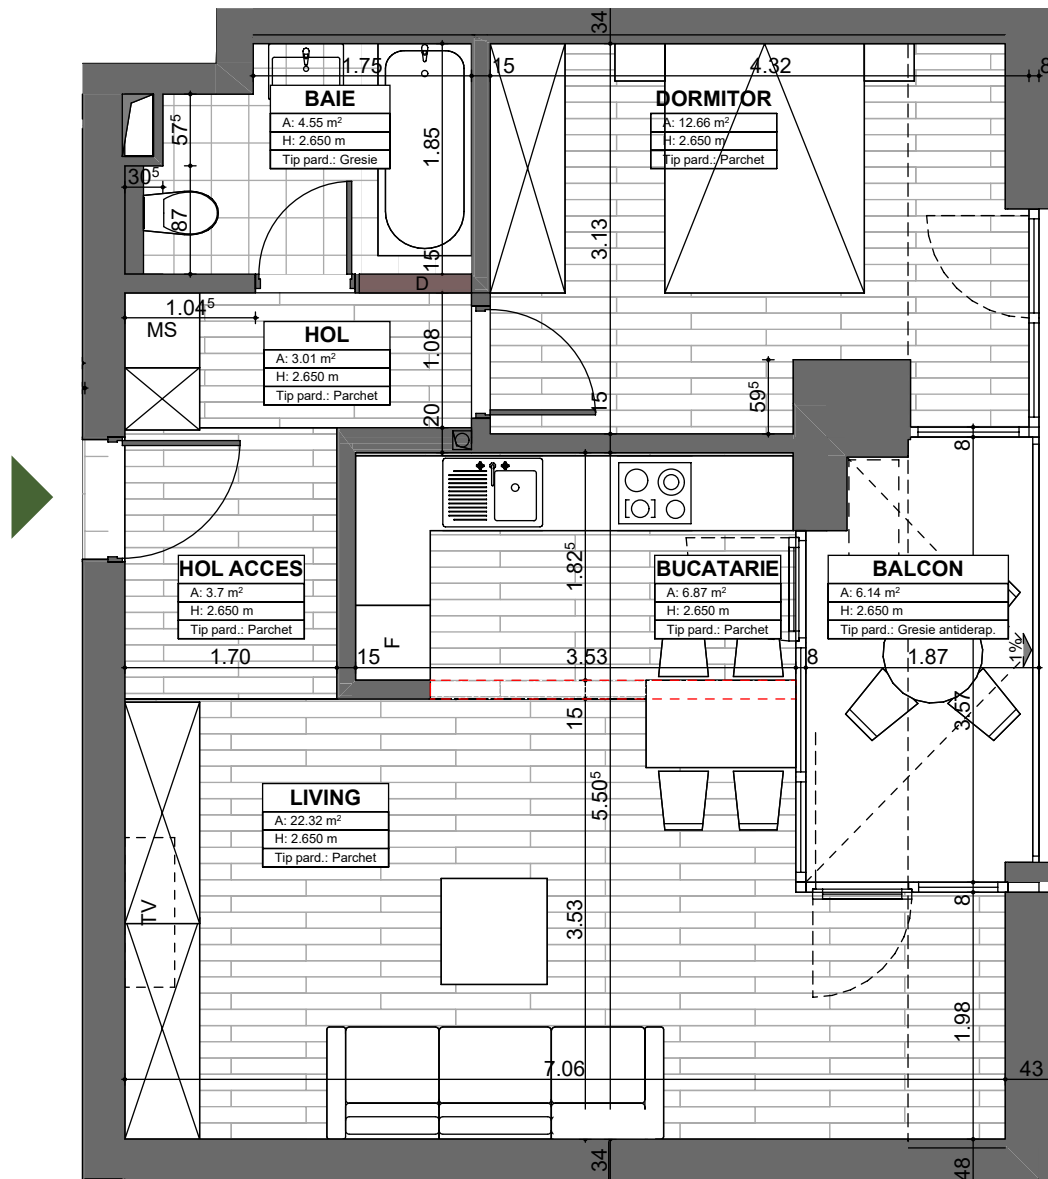 34
1.75
15
4.32
8
BAIE
A: 4.55 m²
H: 2.650 m
Tip pard.: Gresie
DORMITOR
A: 12.66 m²
H: 2.650 m
Tip pard.: Parchet
57⁵
1.85
30⁵
87
3.13
15
D
1.04⁵
MS
HOL
A: 3.01 m²
H: 2.650 m
Tip pard.: Parchet
1.08
15
59⁵
20
8
HOL ACCES
A: 3.7 m²
H: 2.650 m
Tip pard.: Parchet
1.82⁵
BUCATARIE
A: 6.87 m²
H: 2.650 m
Tip pard.: Parchet
BALCON
A: 6.14 m²
H: 2.650 m
Tip pard.: Gresie antiderap.
F
1%
1.70
15
3.53
8
1.87
3.57
15
5.50⁵
LIVING
A: 22.32 m²
H: 2.650 m
Tip pard.: Parchet
TV
3.53
8
1.98
7.06
43
34
48